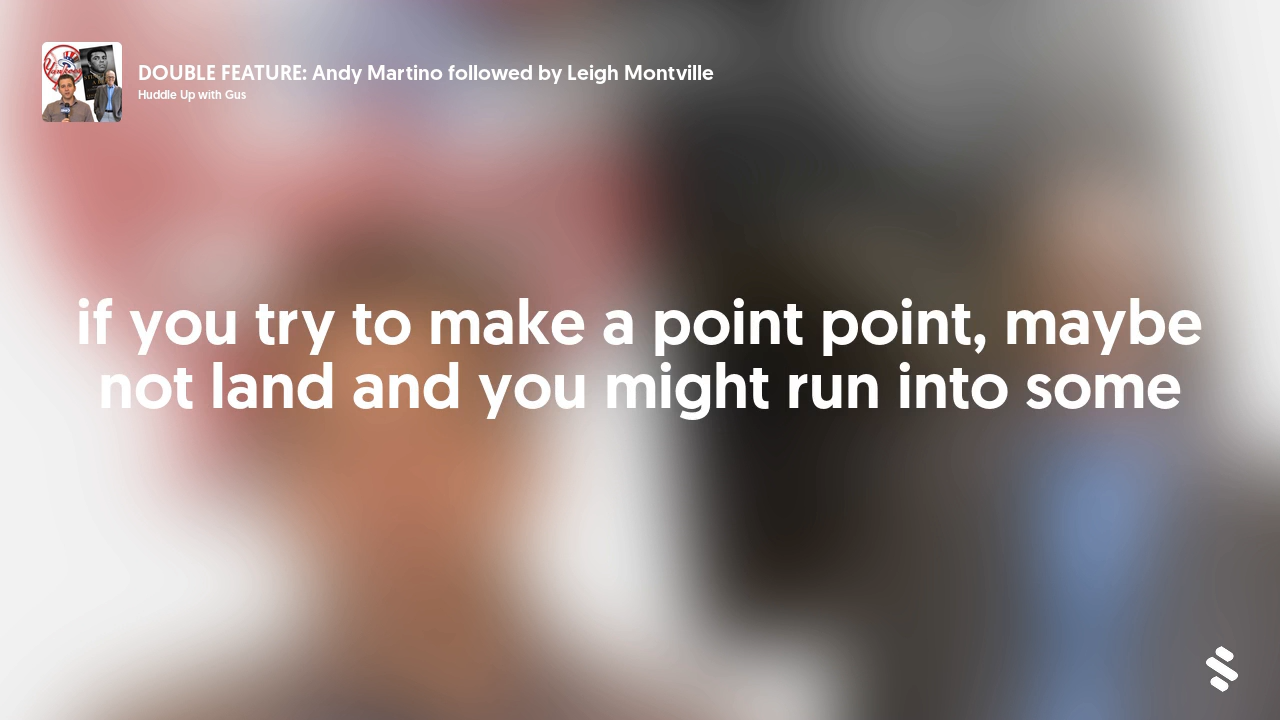 DOUBLE FEATURE: Andy Martino followed by Leigh Montville
Huddle Up with Gus
if you try to make a point point, maybe
not land and you might run into some